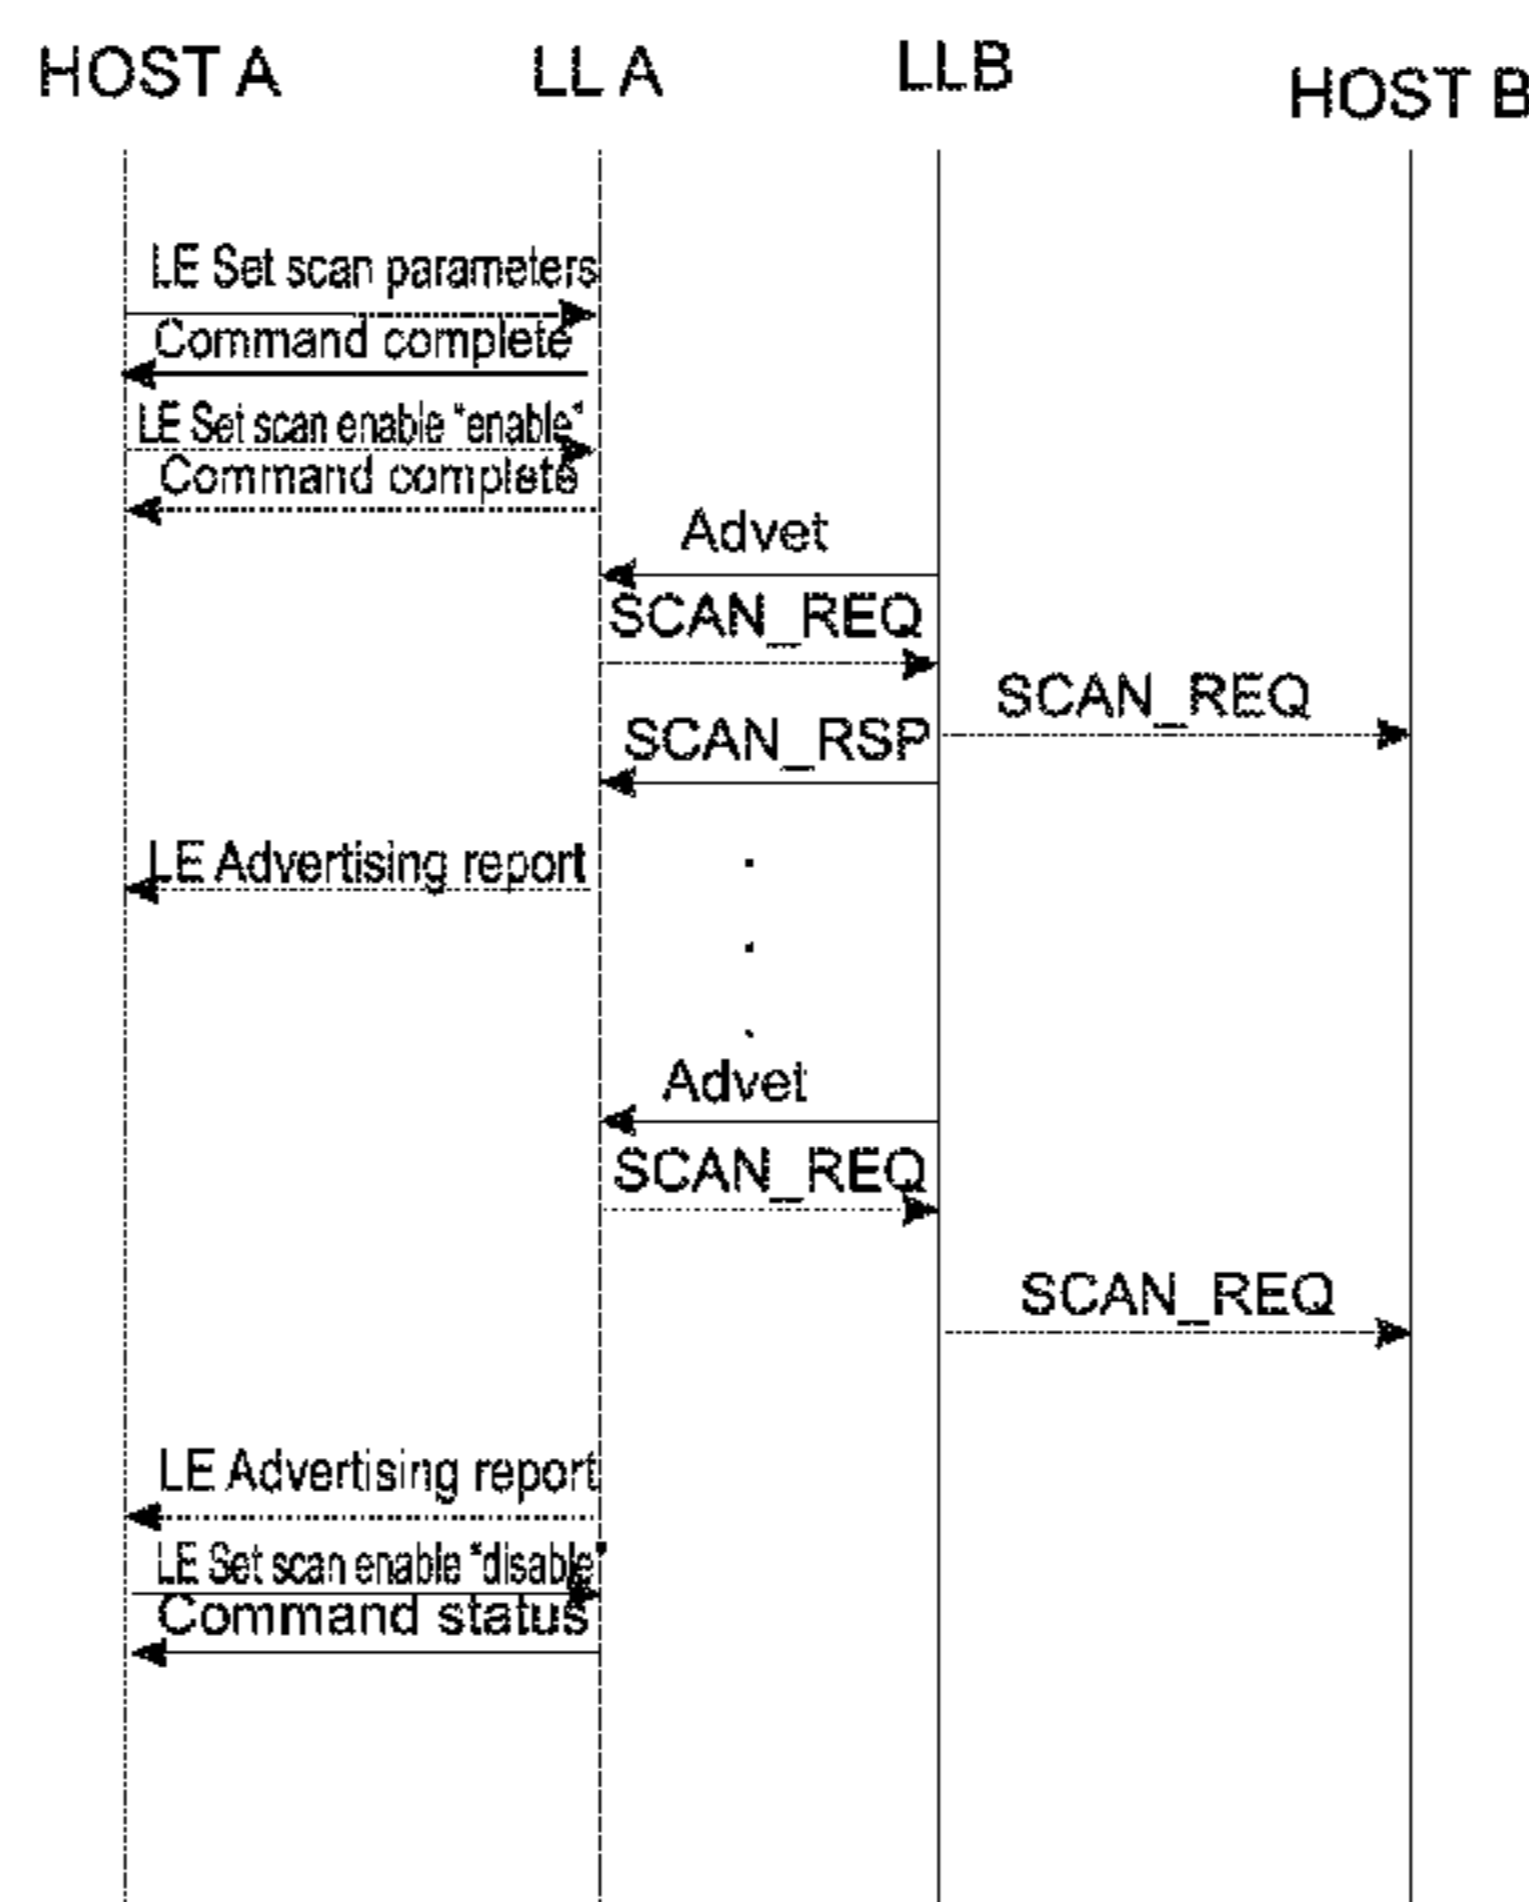 HOST A
LL A
LLB
HOST B
LE Set scan parameters
Command complete
LE Set scan enable "enable"
Command complete
Advet
SCAN_REQ
SCAN_REQ
SCAN_RSP
LE Advertising report
Advet
SCAN_REQ
SCAN_REQ
LE Advertising report
LE Set scan enable "disable"
Command status